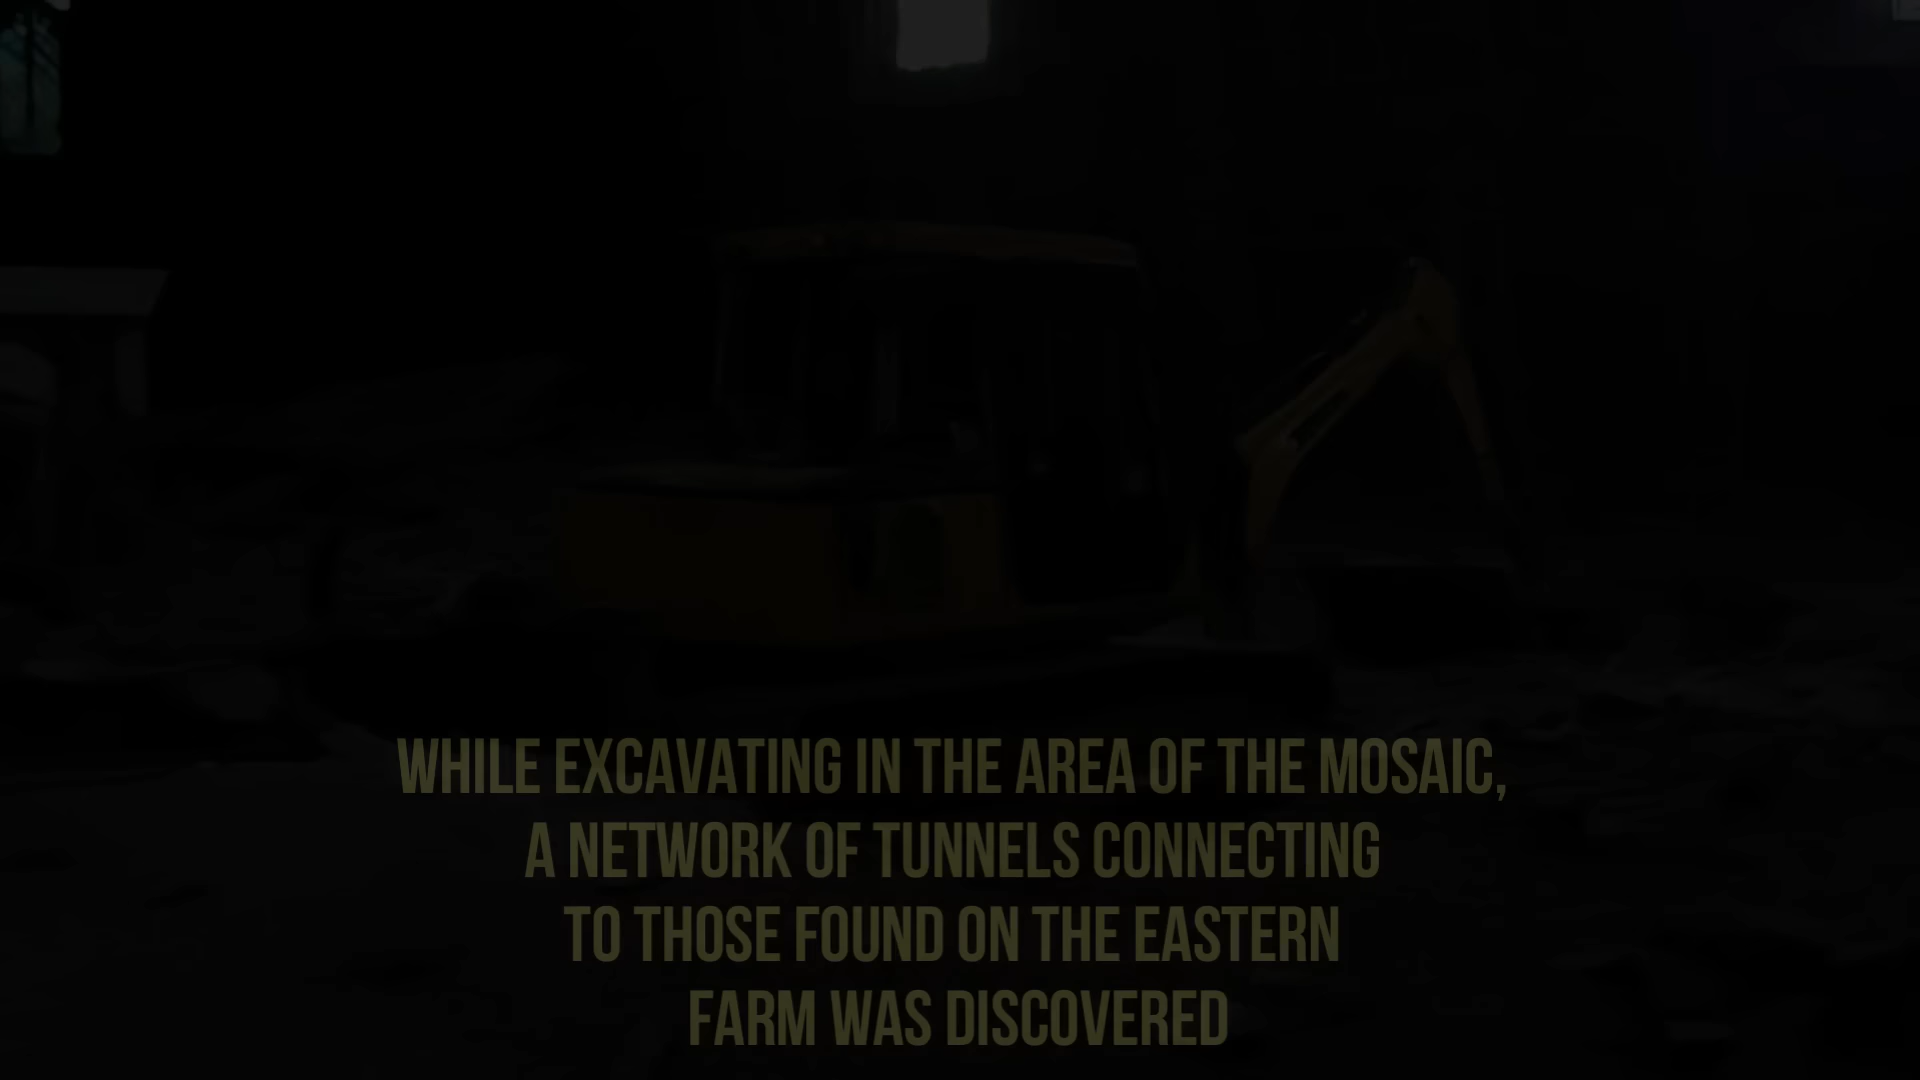 WHILE EXCAVATING IN THE AREA OF THE MOSAIC,
A NETWORK OF TUNNELS CONNECTING
TO THOSE FOUND ON THE EASTERN
FARM WAS DISCOVERED